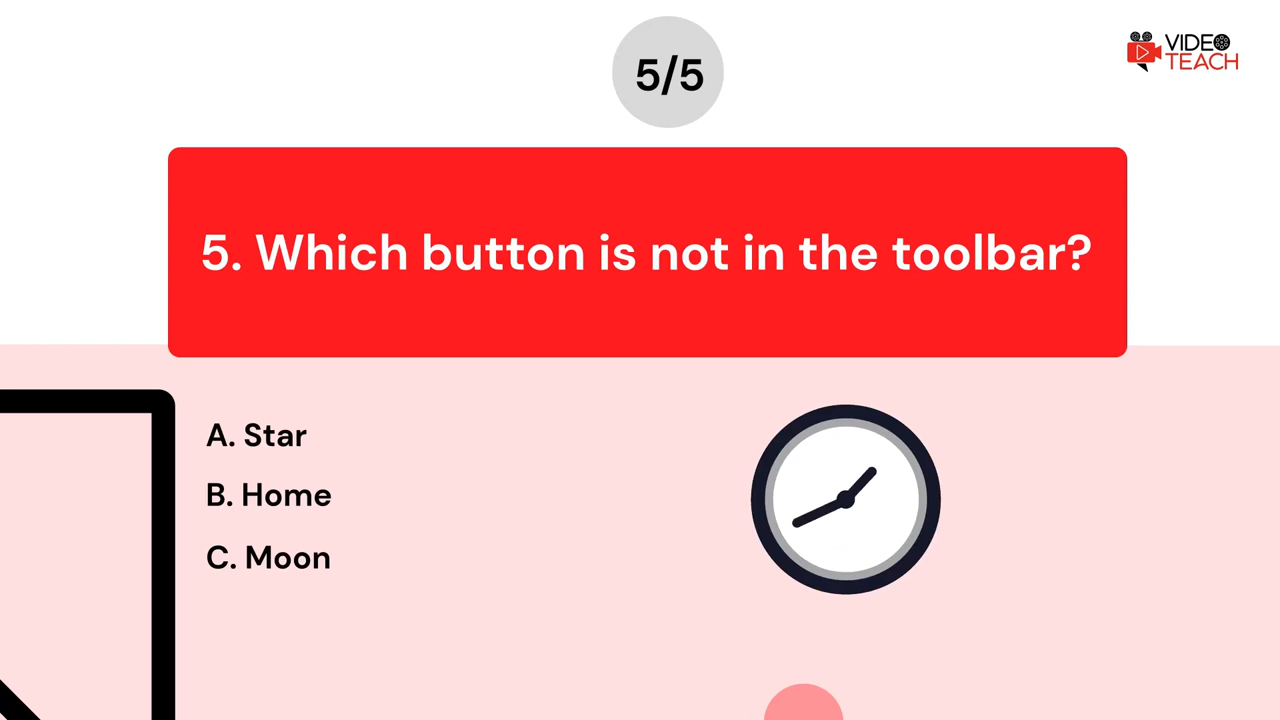 5/5
VIDEO
TEACH
5. Which button is not in the toolbar?
A. Star
B. Home
C. Moon